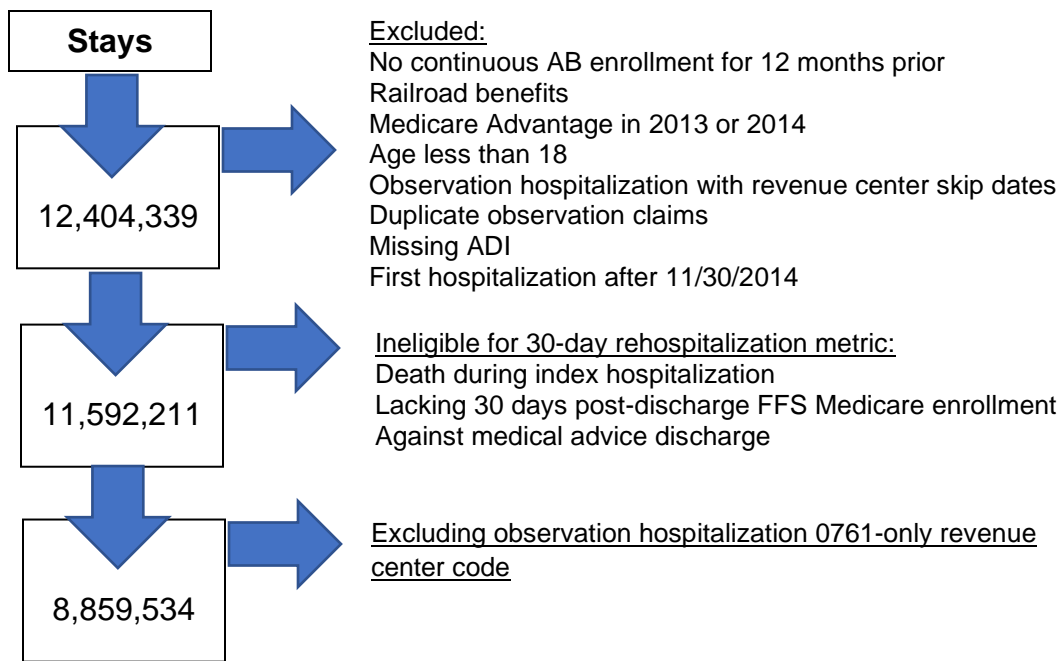 Stays
Excluded:
No continuous AB enrollment for 12 months prior
Railroad benefits
Medicare Advantage in 2013 or 2014
Age less than 18
Observation hospitalization with revenue center skip dates
Duplicate observation claims
Missing ADI
First hospitalization after 11/30/2014
12,404,339
Ineligible for 30-day rehospitalization metric:
Death during index hospitalization
Lacking 30 days post-discharge FFS Medicare enrollment
Against medical advice discharge
11,592,211
Excluding observation hospitalization 0761-only revenue
center code
8,859,534